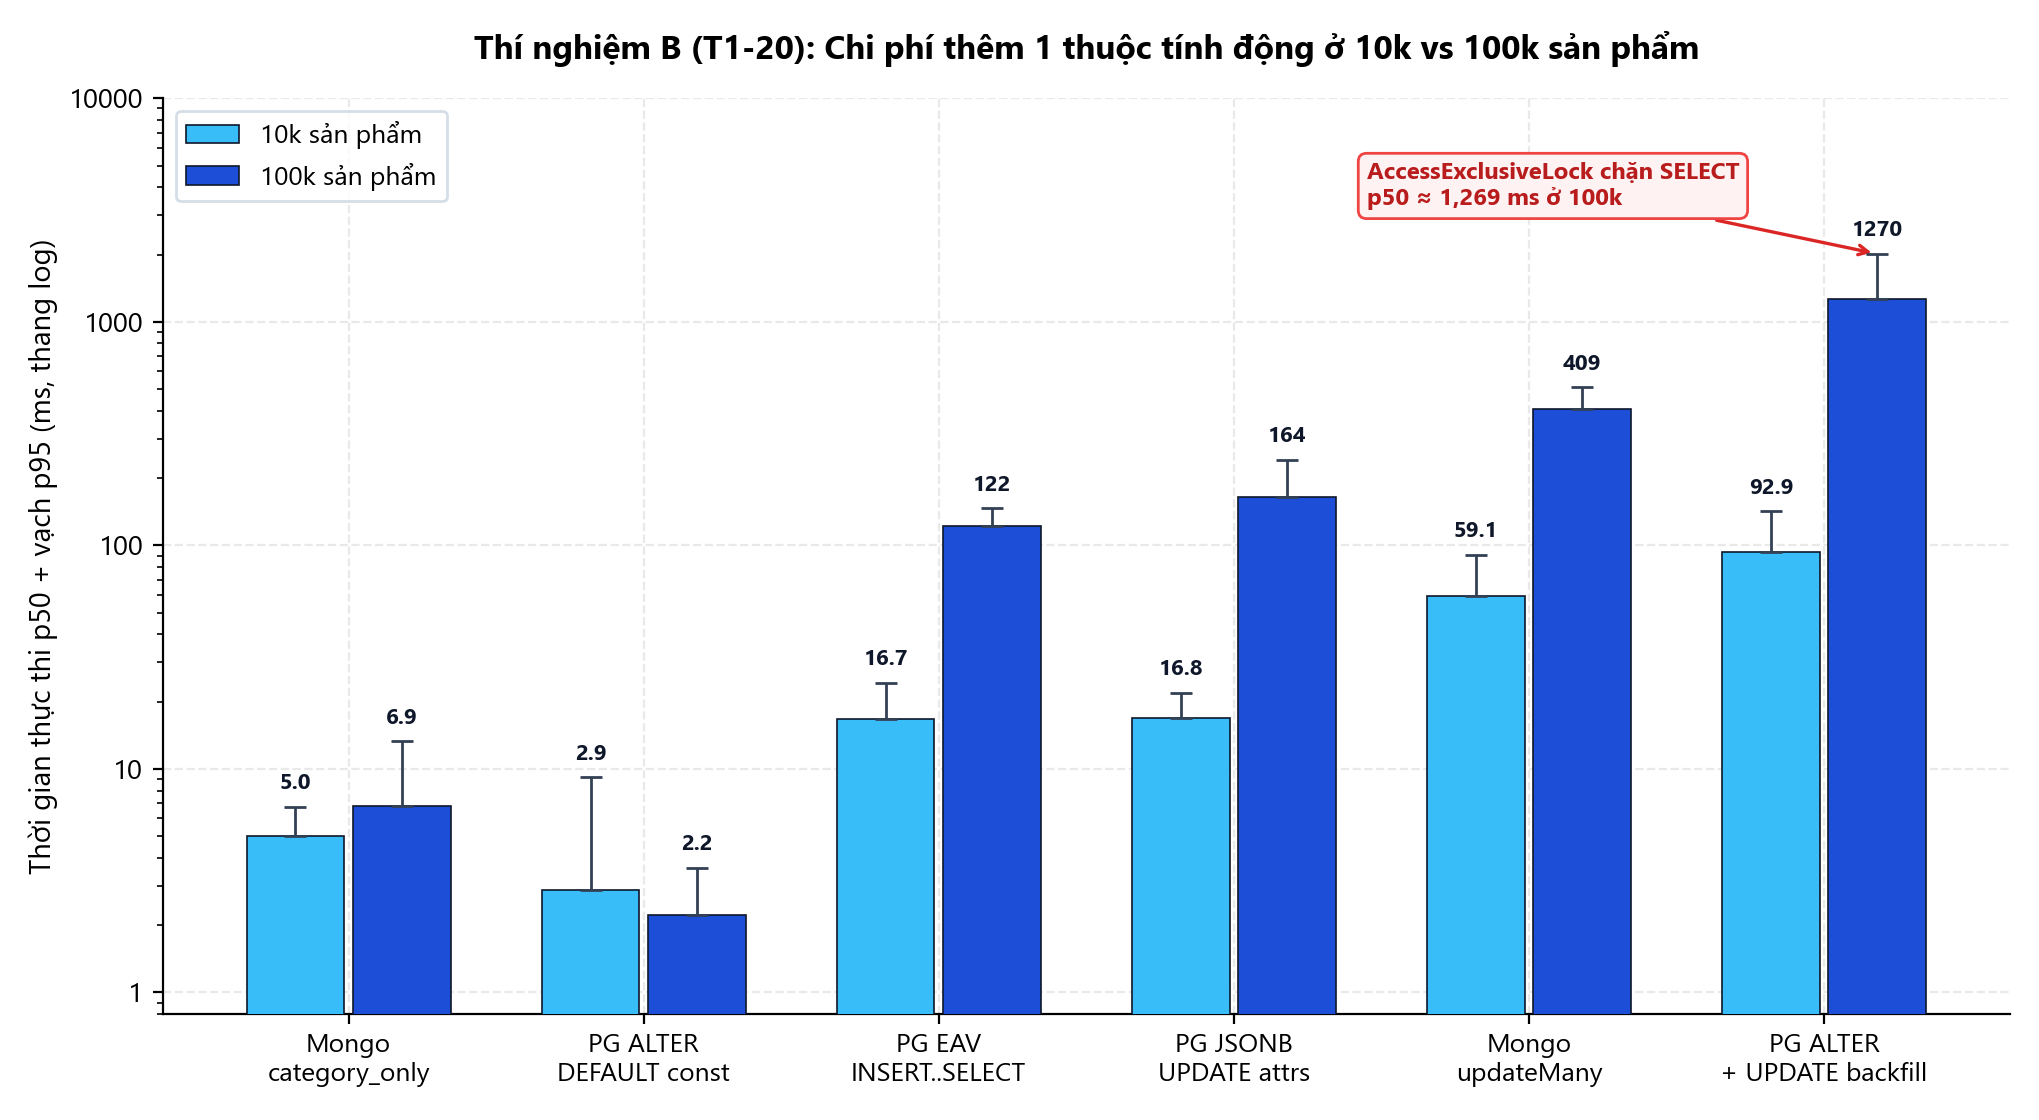 Thí nghiệm B (T1-20): Chi phí thêm 1 thuộc tính động ở 10k vs 100k sản phẩm
Thời gian thực thi p50 + vạch p95 (ms, thang log)
10000
1000
100
10
1
10k sản phẩm
100k sản phẩm
AccessExclusiveLock chặn SELECT
p50 ≈ 1,269 ms ở 100k
5.0
6.9
2.9
2.2
16.7
122
16.8
164
59.1
409
92.9
1270
Mongo
category_only
PG ALTER
DEFAULT const
PG EAV
INSERT..SELECT
PG JSONB
UPDATE attrs
Mongo
updateMany
PG ALTER
+ UPDATE backfill